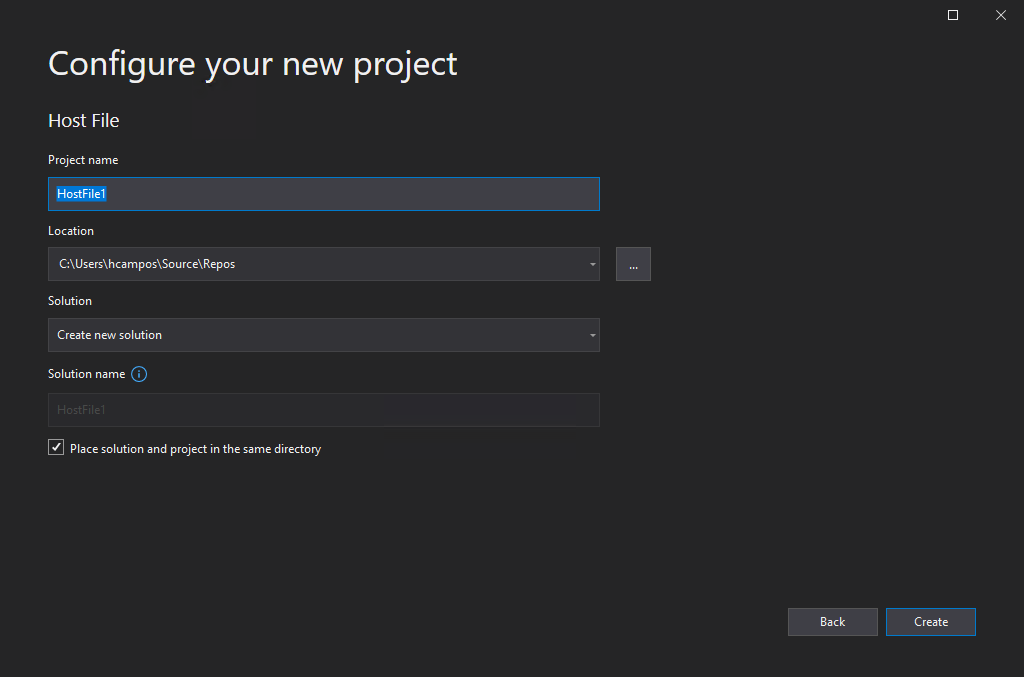 Configure your new project
Host File
Project name
HostFile1
Location
C:\Users\hcampos\Source\Repos
...
Solution
Create new solution
Solution name
HostFile1
Place solution and project in the same directory
Back Create